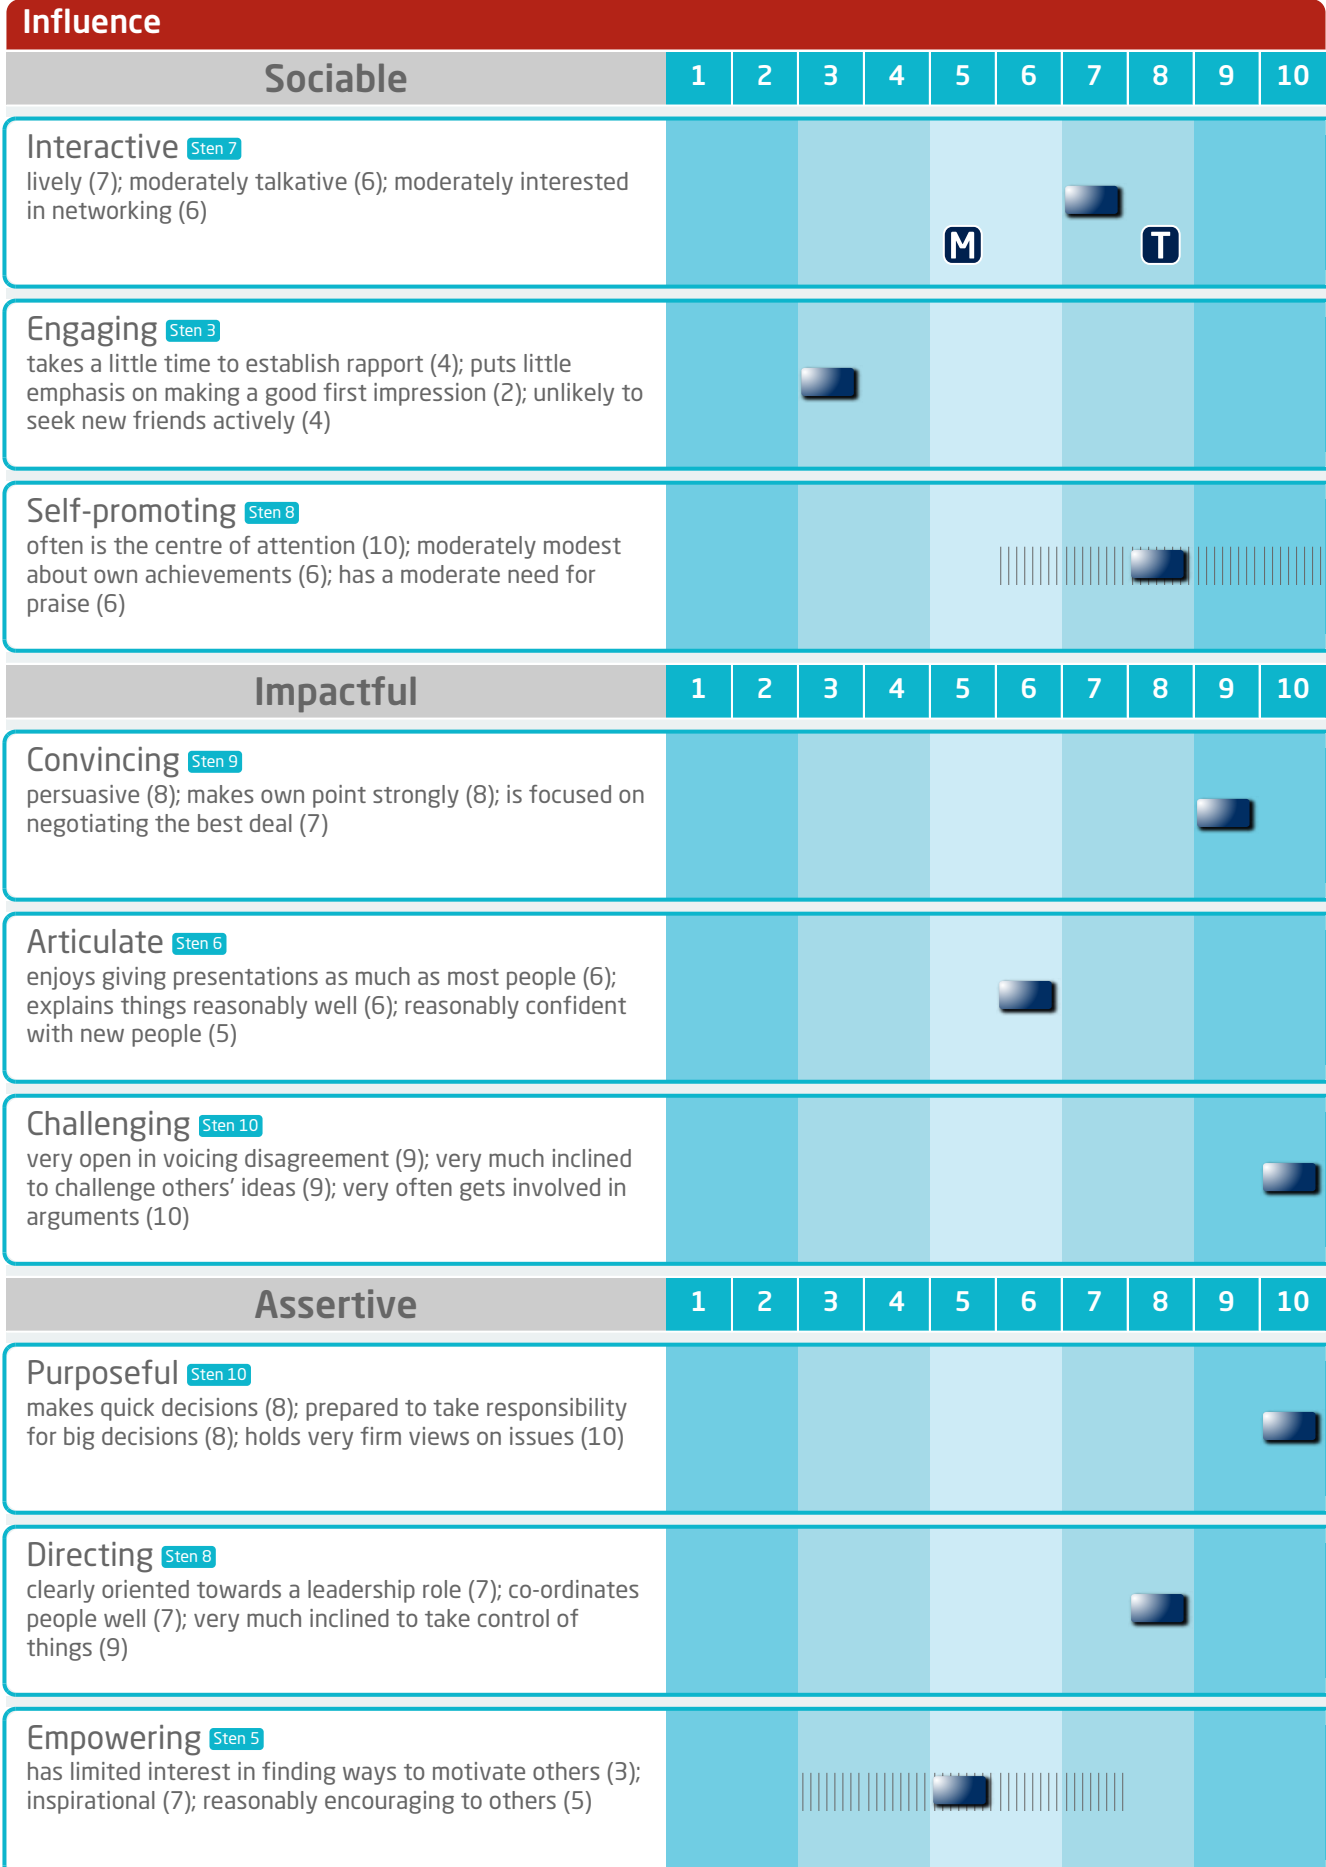 Influence
Sociable 1 2 3 4 5 6 7 8 9 10
Interactive Sten 7
lively (7); moderately talkative (6); moderately interested
in networking (6)
M T
Engaging Sten 3
takes a little time to establish rapport (4); puts little
emphasis on making a good first impression (2); unlikely to
seek new friends actively (4)
Self-promoting Sten 8
often is the centre of attention (10); moderately modest
about own achievements (6); has a moderate need for
praise (6)
Impactful 1 2 3 4 5 6 7 8 9 10
Convincing Sten 9
persuasive (8); makes own point strongly (8); is focused on
negotiating the best deal (7)
Articulate Sten 6
enjoys giving presentations as much as most people (6);
explains things reasonably well (6); reasonably confident
with new people (5)
Challenging Sten 10
very open in voicing disagreement (9); very much inclined
to challenge others' ideas (9); very often gets involved in
arguments (10)
Assertive 1 2 3 4 5 6 7 8 9 10
Purposeful Sten 10
makes quick decisions (8); prepared to take responsibility
for big decisions (8); holds very firm views on issues (10)
Directing Sten 8
clearly oriented towards a leadership role (7); co-ordinates
people well (7); very much inclined to take control of
things (9)
Empowering Sten 5
has limited interest in finding ways to motivate others (3);
inspirational (7); reasonably encouraging to others (5)